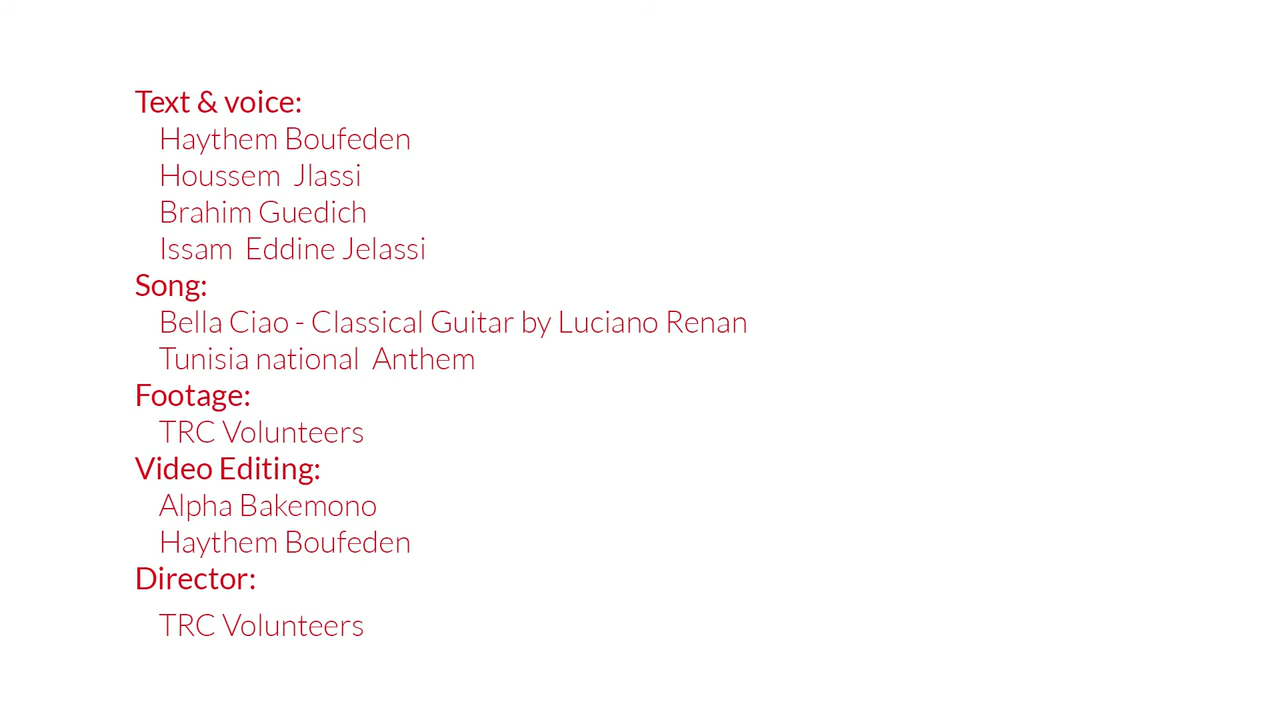 Text & voice:
Haythem Boufeden
Houssem Jlassi
Brahim Guedich
Issam Eddine Jelassi
Song:
Bella Ciao - Classical Guitar by Luciano Renan
Tunisia national Anthem
Footage:
TRC Volunteers
Video Editing:
Alpha Bakemono
Haythem Boufeden
Director:
TRC Volunteers